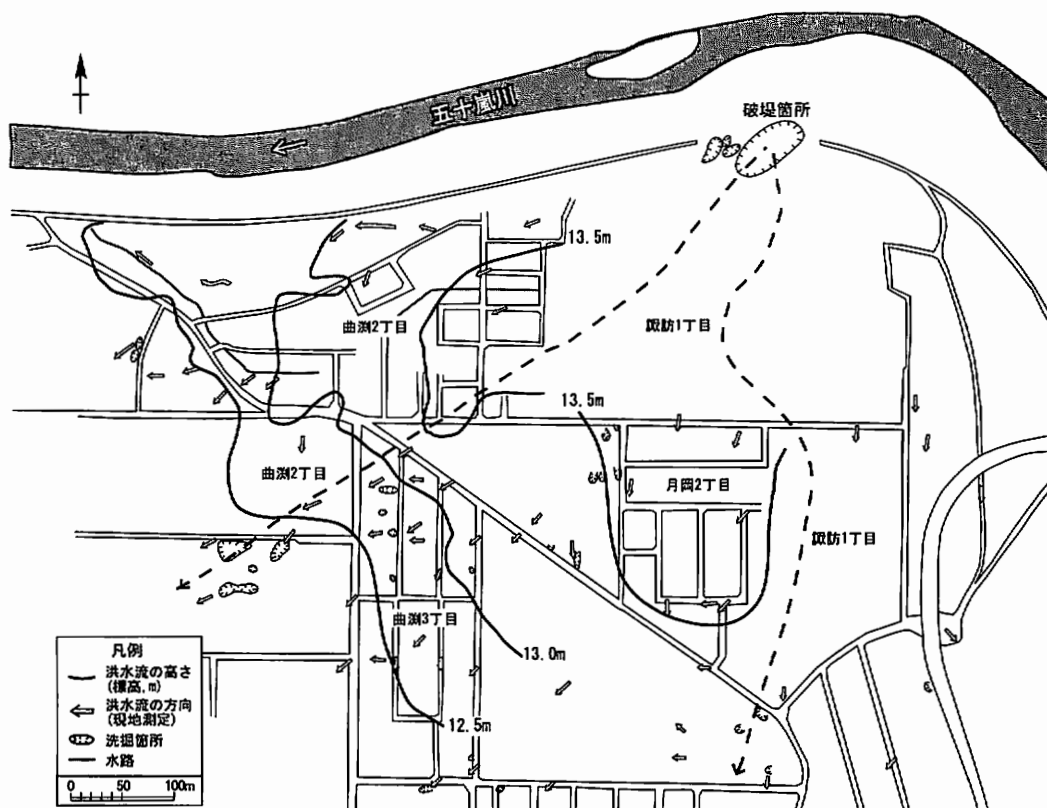 五十嵐川
破堤箇所
13.5m
諏訪1丁目
曲渕2丁目
13.5m
曲渕2丁目
月岡2丁目
諏訪1丁目
曲渕3丁目
13.0m
12.5m
凡例
洪水流の高さ
(標高,m)
洪水流の方向
(現地測定)
洗掘箇所
水路
0 50 100m